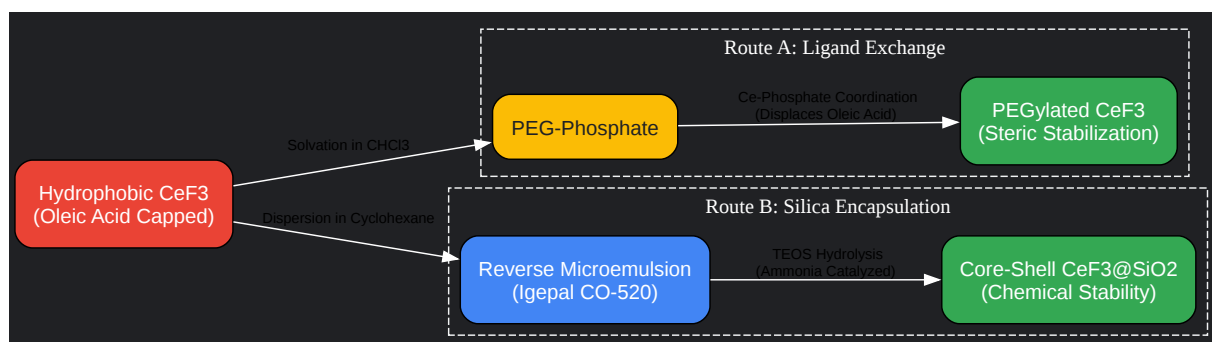 Route A: Ligand Exchange
PEG-Phosphate
Ce-Phosphate Coordination
(Displaces Oleic Acid)
PEGylated CeF3
(Steric Stabilization)
Solvation in CHCl3
Hydrophobic CeF3
(Oleic Acid Capped)
Dispersion in Cyclohexane
Route B: Silica Encapsulation
Reverse Microemulsion
(Igepal CO-520)
TEOS Hydrolysis
(Ammonia Catalyzed)
Core-Shell CeF3@SiO2
(Chemical Stability)